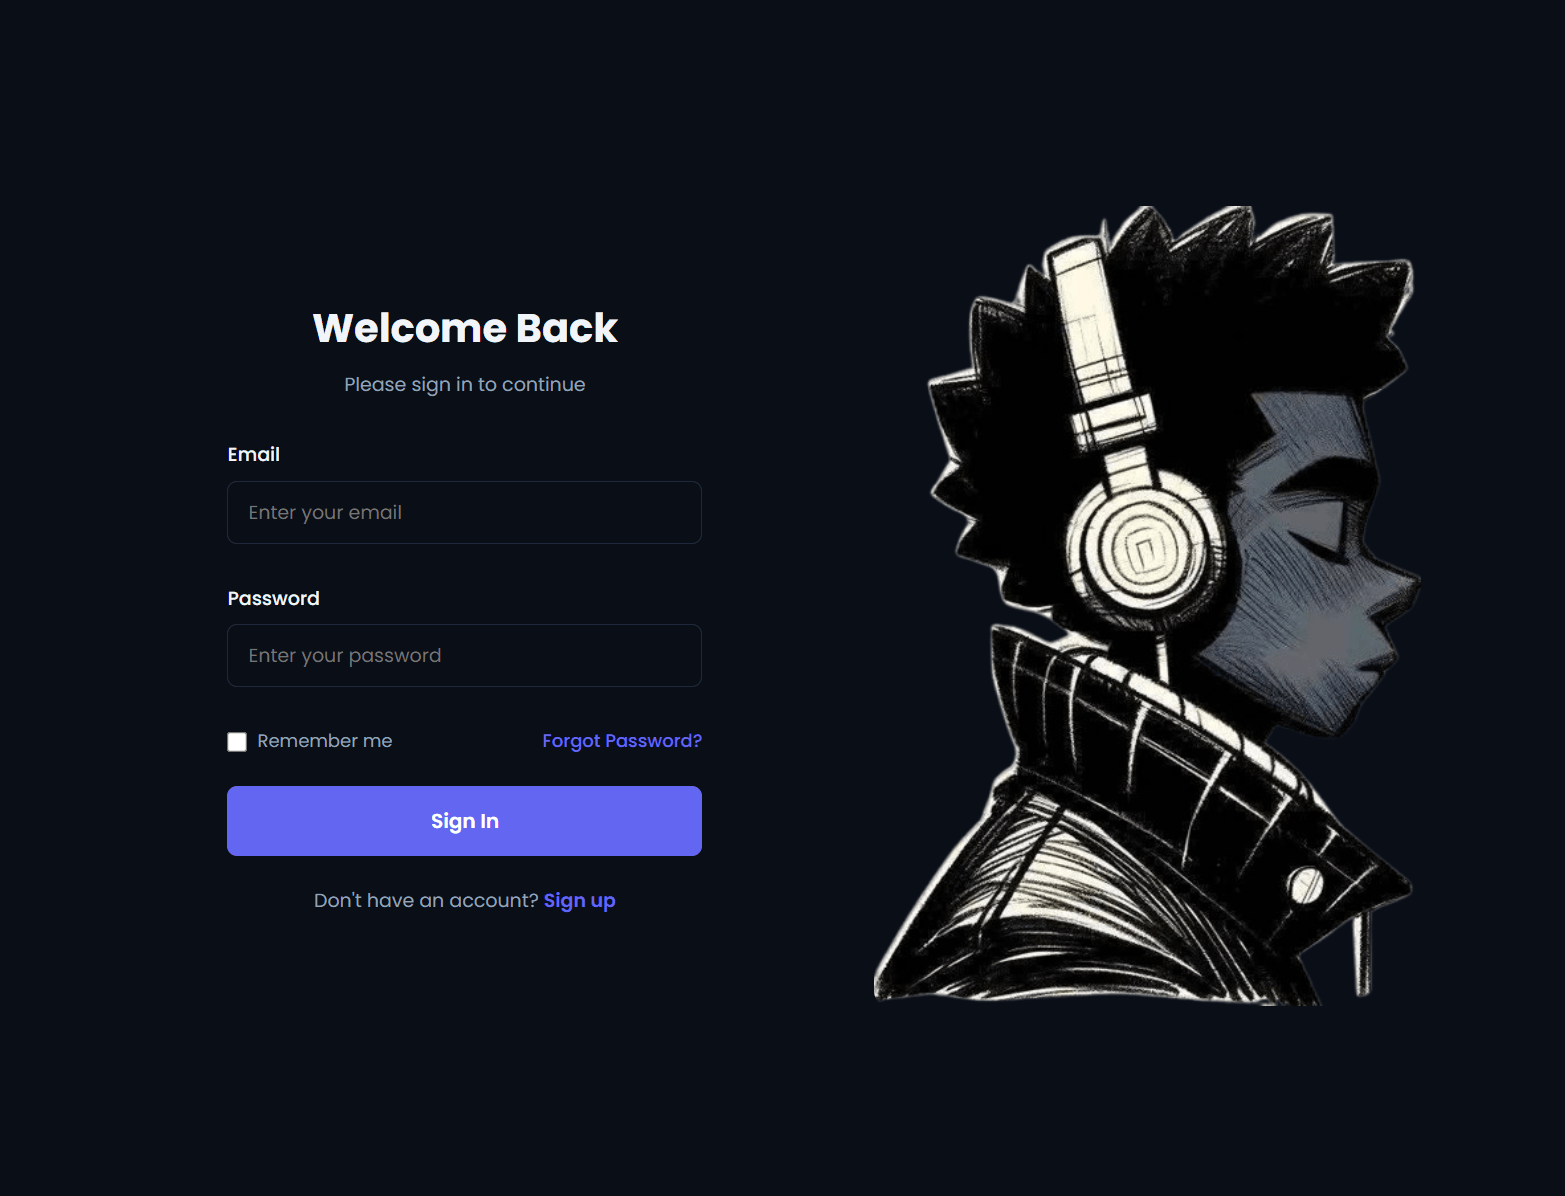 Welcome Back
Please sign in to continue
Email
Enter your email
Password
Enter your password
Remember me
Forgot Password?
Sign In
Don't have an account? Sign up